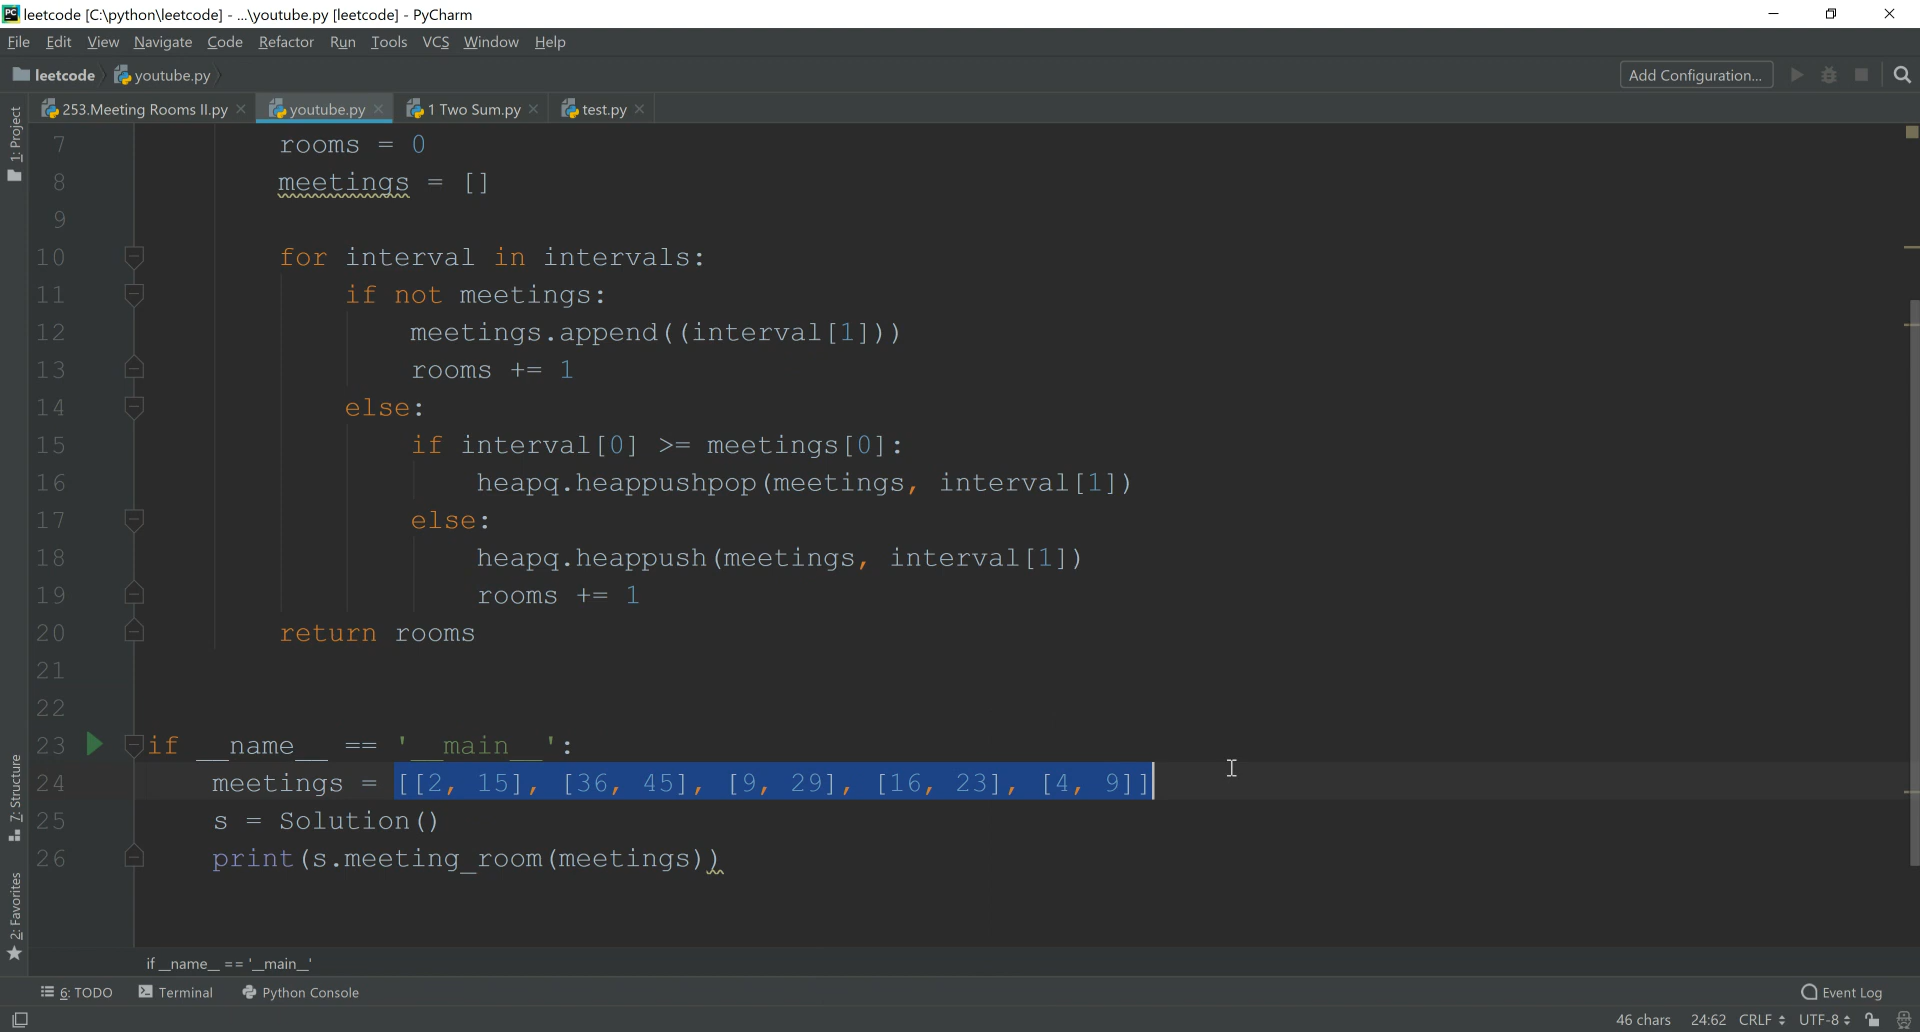 leetcode [C:\python\leetcode] - ...\youtube.py [leetcode] - PyCharm
File Edit View Navigate Code Refactor Run Tools VCS Window Help
leetcode youtube.py Add Configuration...
253.Meeting Rooms II.py youtube.py 1 Two Sum.py test.py
1: Project
7 rooms = 0
8 meetings = []
9
10 for interval in intervals:
11 if not meetings:
12 meetings.append((interval[1]))
13 rooms += 1
14 else:
15 if interval[0] >= meetings[0]:
16 heapq.heappushpop(meetings, interval[1])
17 else:
18 heapq.heappush(meetings, interval[1])
19 rooms += 1
20 return rooms
21
22
23 if __name__ == '__main__':
24 meetings = [[2, 15], [36, 45], [9, 29], [16, 23], [4, 9]]
25 s = Solution()
26 print(s.meeting_room(meetings))
7: Structure
2: Favorites
if __name__ == '__main__'
6: TODO Terminal Python Console Event Log
46 chars 24:62 CRLF UTF-8